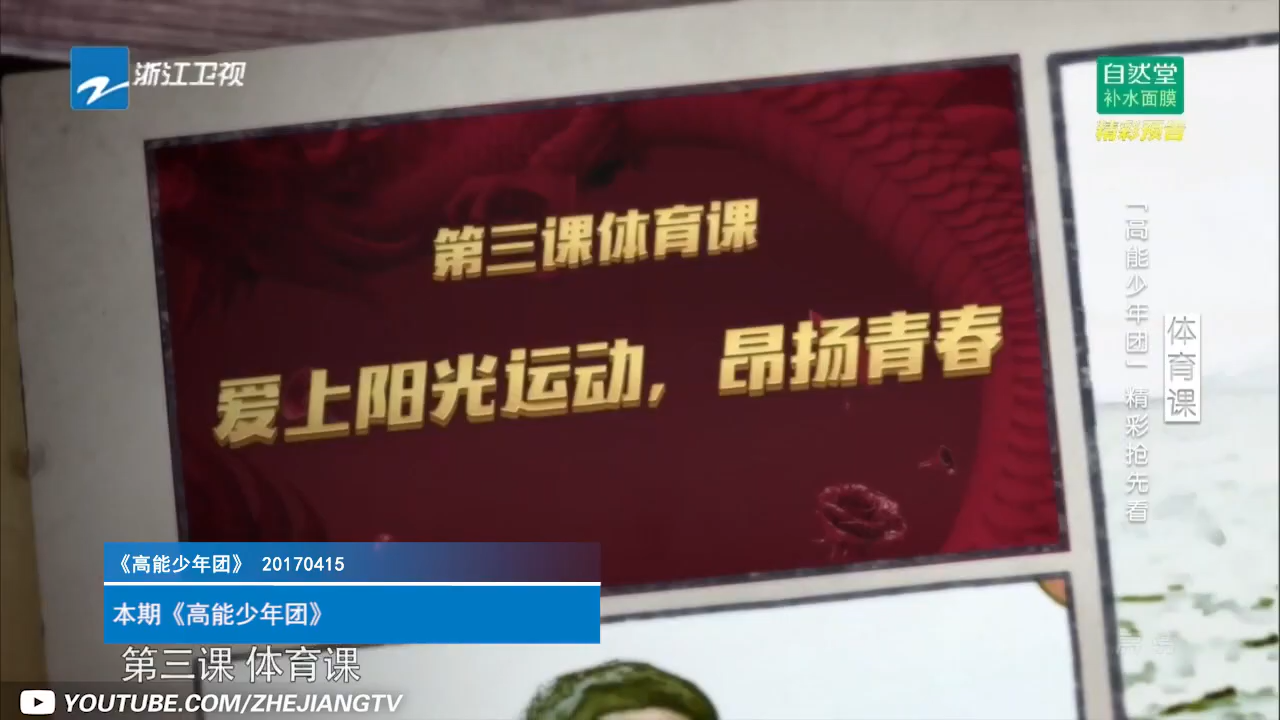 浙江卫视
自然堂
补水面膜
精彩预告
第三课体育课
爱上阳光运动，昂扬青春
「高能少年团」精彩抢先看
体育课
《高能少年团》 20170415
本期《高能少年团》
第三课 体育课
YOUTUBE.COM/ZHEJIANGTV